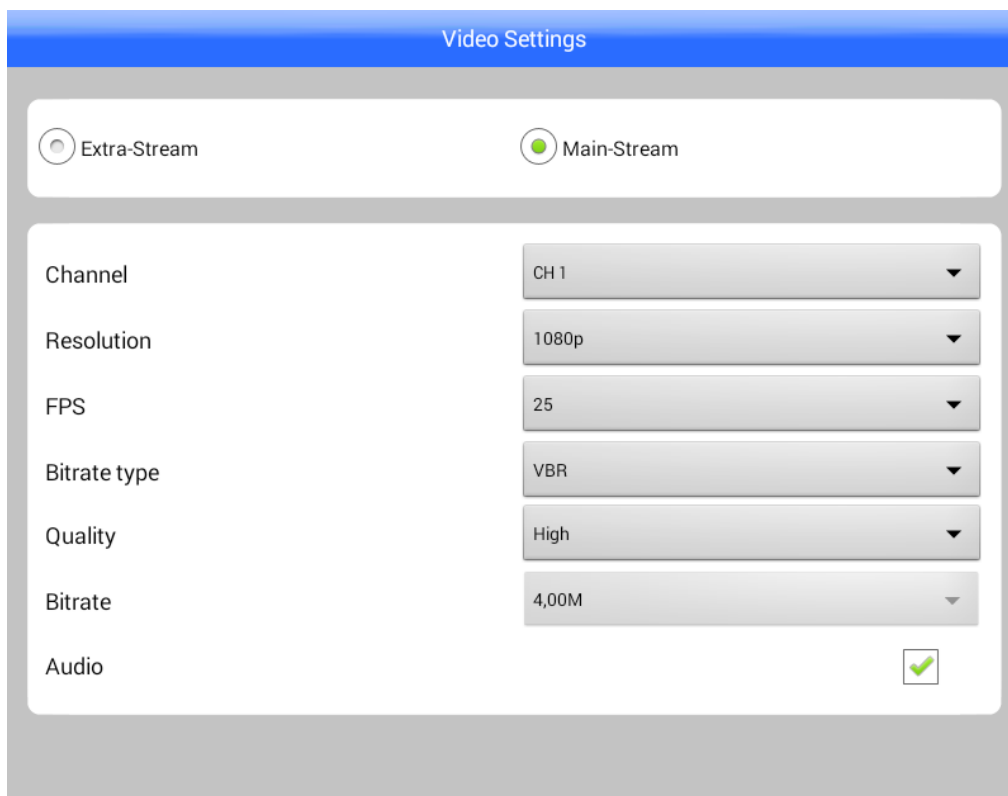 Video Settings
Extra-Stream Main-Stream
Channel CH 1
Resolution 1080p
FPS 25
Bitrate type VBR
Quality High
Bitrate 4,00M
Audio